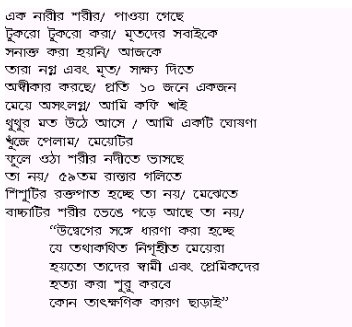 এক নারীর শরীর/ পাওয়া গেছে
টুকরো টুকরো করা/ মৃতদের সবাইকে
সনাক্ত করা হয়নি/ আজকে
তারা নগ্ন এবং মৃত/ সাক্ষ্য দিতে
অস্বীকার করছে/ প্রতি ১০ জনে একজন
মেয়ে অসংলগ্ন/ আমি কফি খাই
থুথুর মত উঠে আসে / আমি একটি ঘোষণা
খুঁজে পেলাম/ মেয়েটির
ফুলে ওঠা শরীর নদীতে ভাসছে
তা নয়/ ৫৯তম রাস্তার গলিতে
শিশুটির রক্তপাত হচ্ছে তা নয়/ মেঝেতে
বাচ্চাটির শরীর ভেঙে পড়ে আছে তা নয়/
“উদ্বেগের সঙ্গে ধারণা করা হচ্ছে
যে তথাকথিত নিগৃহীত মেয়েরা
হয়তো তাদের স্বামী এবং প্রেমিকদের
হত্যা করা শুরু করবে
কোন তাৎক্ষণিক কারণ ছাড়াই”